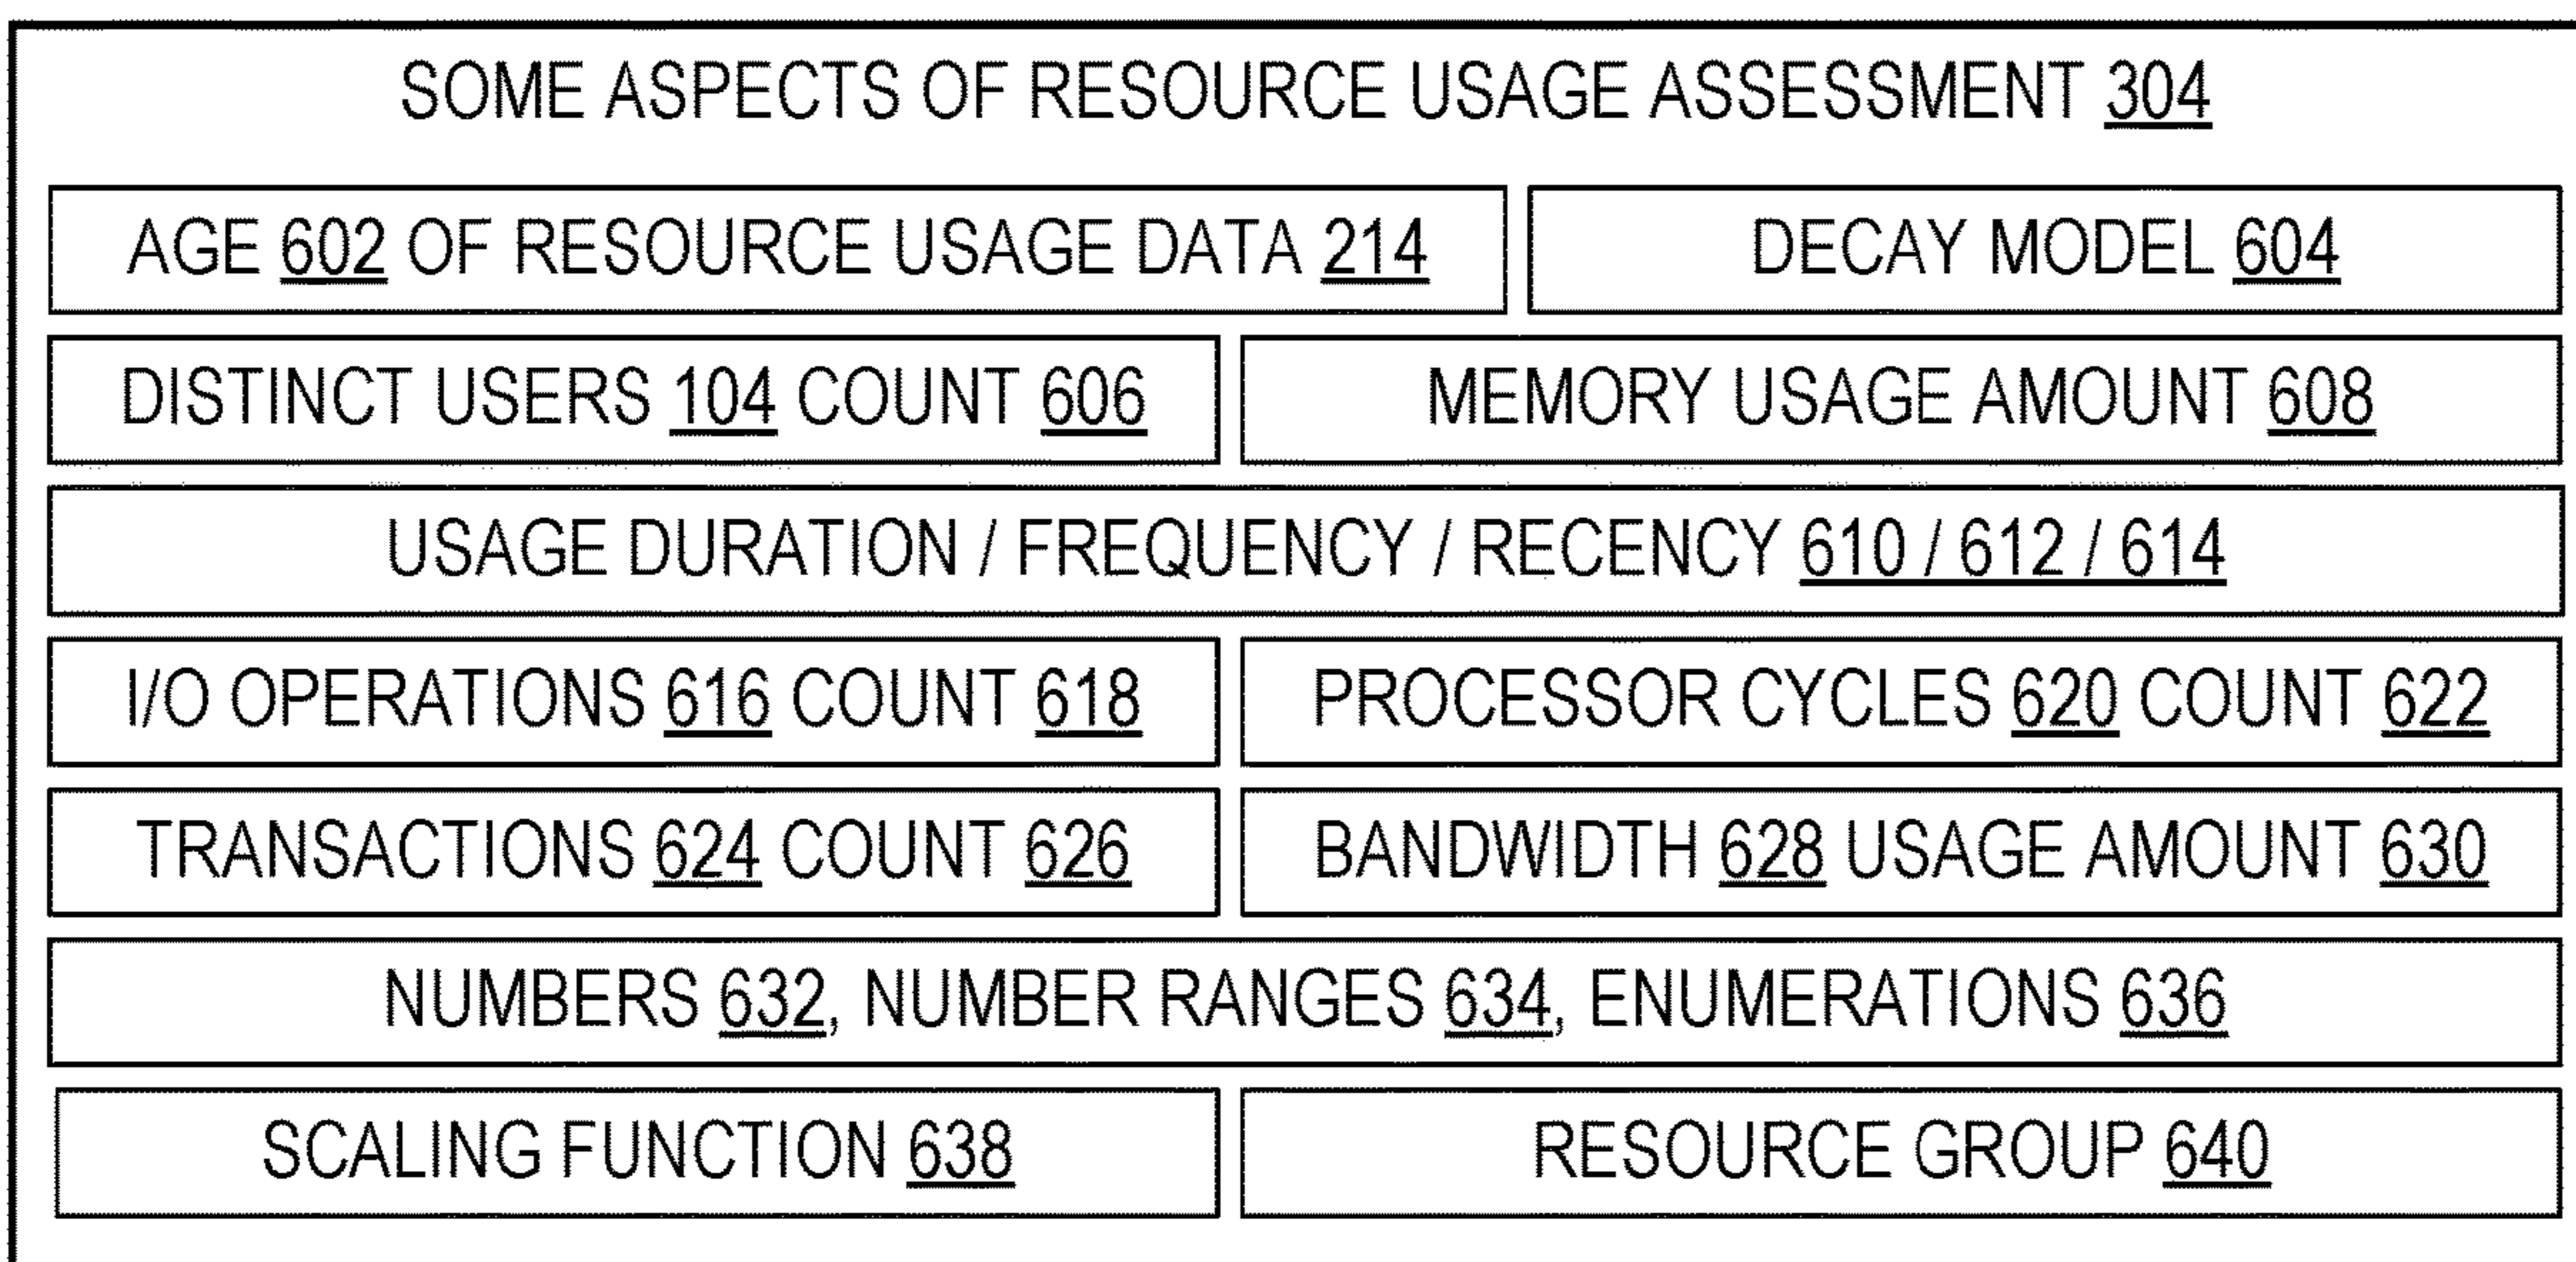 SOME ASPECTS OF RESOURCE USAGE ASSESSMENT 304
AGE 602 OF RESOURCE USAGE DATA 214
DECAY MODEL 604
DISTINCT USERS 104 COUNT 606
MEMORY USAGE AMOUNT 608
USAGE DURATION / FREQUENCY / RECENCY 610 / 612 / 614
I/O OPERATIONS 616 COUNT 618
PROCESSOR CYCLES 620 COUNT 622
TRANSACTIONS 624 COUNT 626
BANDWIDTH 628 USAGE AMOUNT 630
NUMBERS 632, NUMBER RANGES 634, ENUMERATIONS 636
SCALING FUNCTION 638
RESOURCE GROUP 640